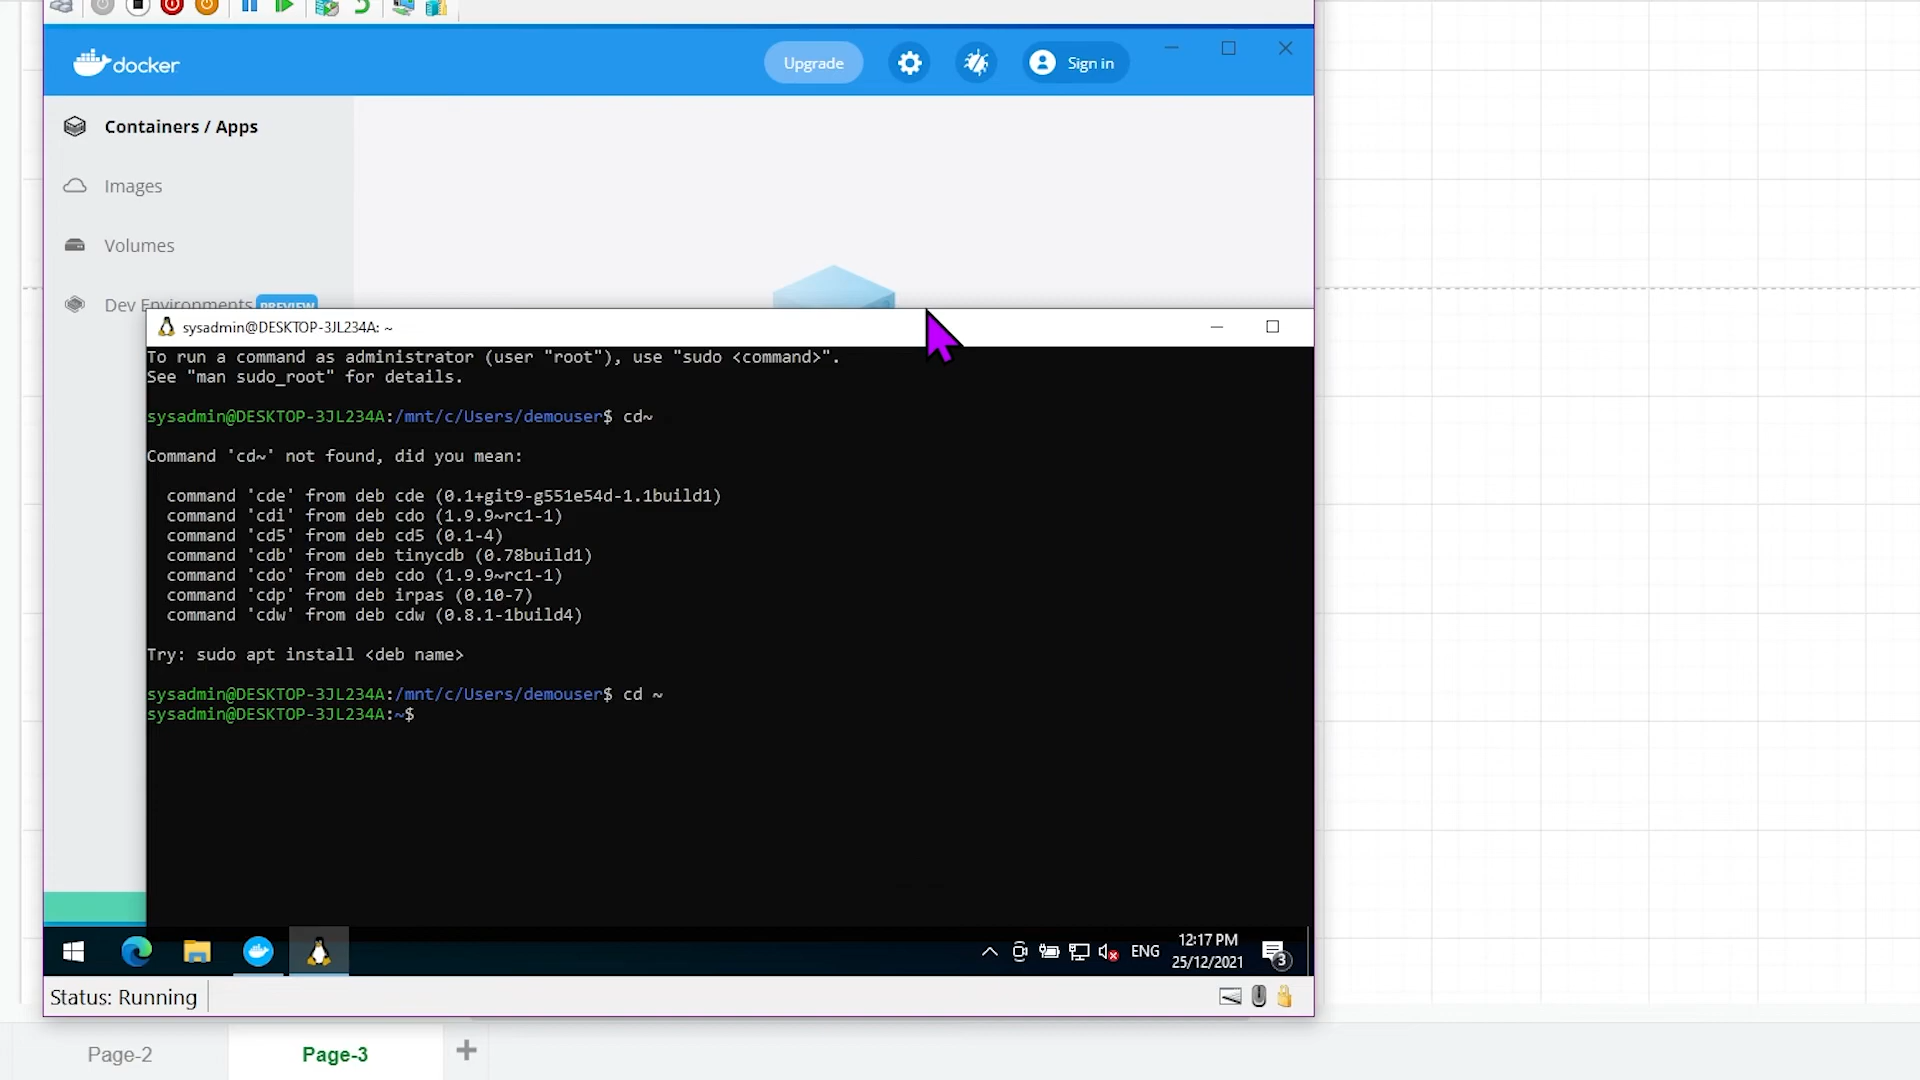 docker
Upgrade
Sign in
Containers / Apps
Images
Volumes
Dev Environments PREVIEW
sysadmin@DESKTOP-3JL234A: ~
To run a command as administrator (user "root"), use "sudo <command>".
See "man sudo_root" for details.
sysadmin@DESKTOP-3JL234A:/mnt/c/Users/demouser$ cd~
Command 'cd~' not found, did you mean:
command 'cde' from deb cde (0.1+git9-g551e54d-1.1build1)
command 'cdi' from deb cdo (1.9.9~rc1-1)
command 'cd5' from deb cd5 (0.1-4)
command 'cdb' from deb tinycdb (0.78build1)
command 'cdo' from deb cdo (1.9.9~rc1-1)
command 'cdp' from deb irpas (0.10-7)
command 'cdw' from deb cdw (0.8.1-1build4)
Try: sudo apt install <deb name>
sysadmin@DESKTOP-3JL234A:/mnt/c/Users/demouser$ cd ~
sysadmin@DESKTOP-3JL234A:~$
ENG
12:17 PM
25/12/2021
3
Status: Running
Page-2
Page-3